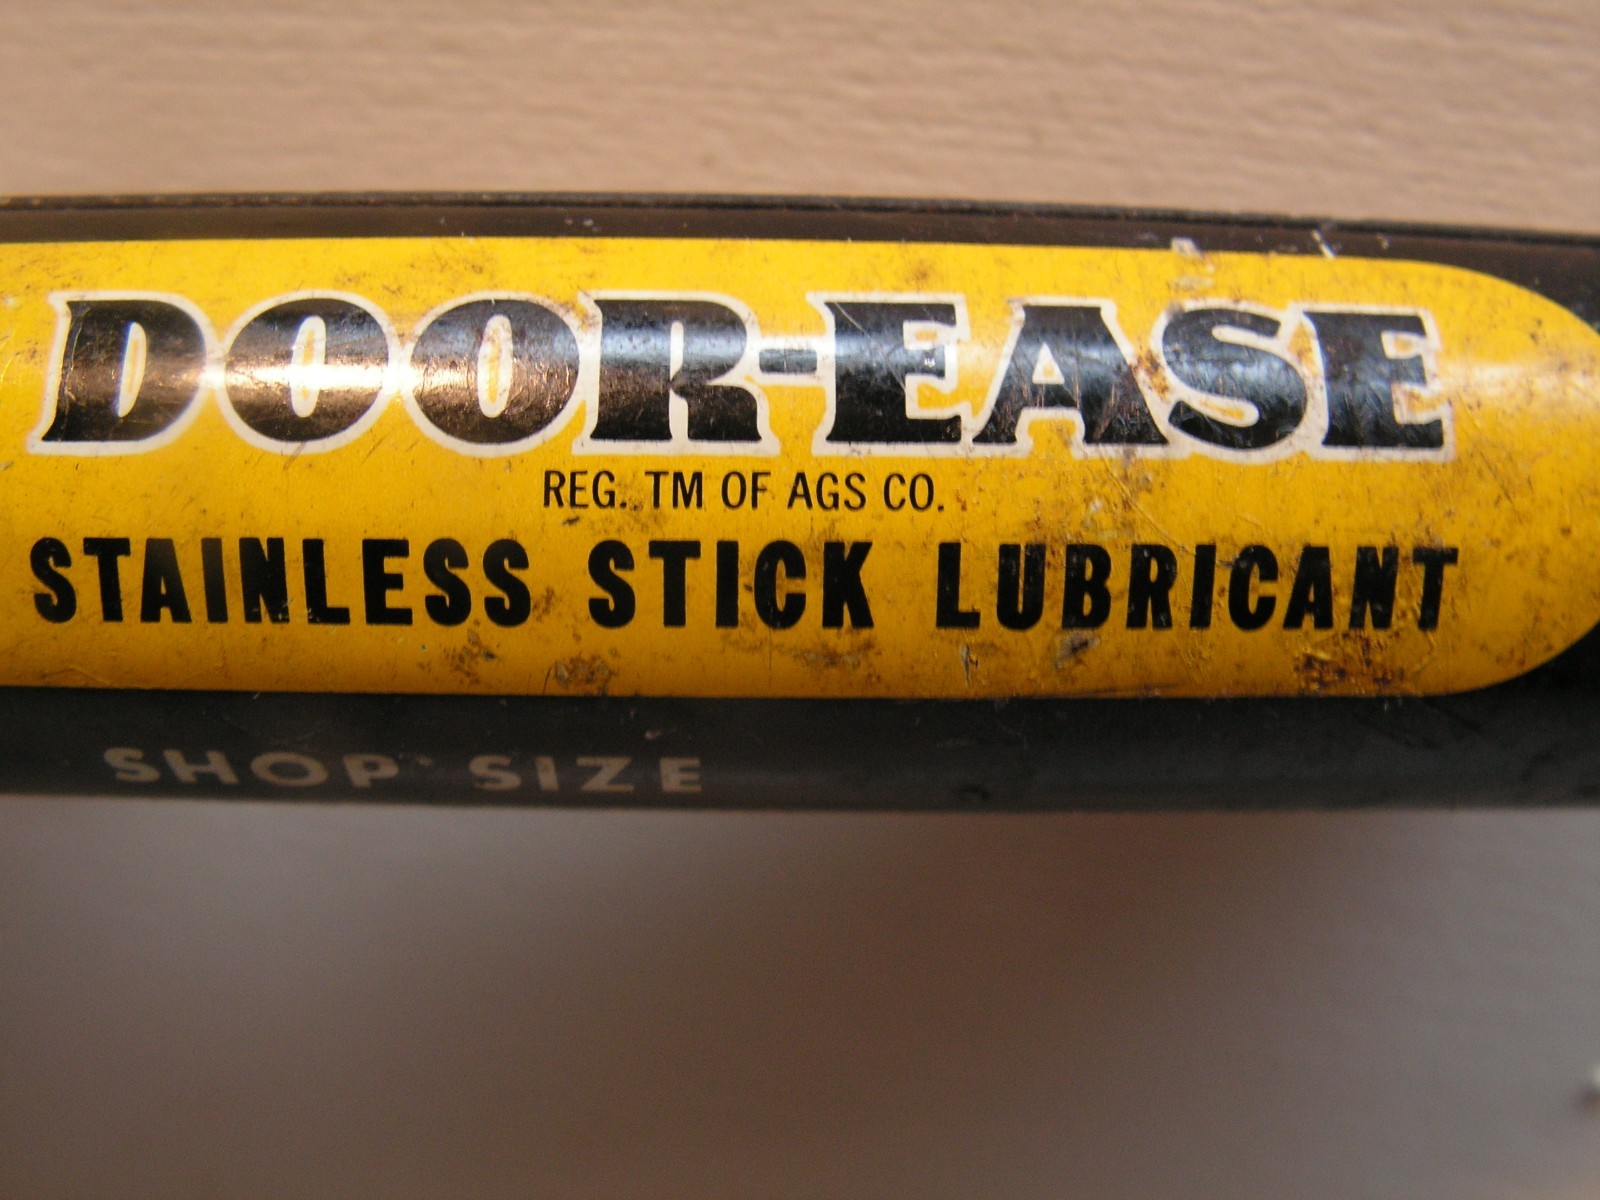 DOOR-EASE
REG. TM OF AGS CO.
STAINLESS STICK LUBRICANT
SHOP SIZE